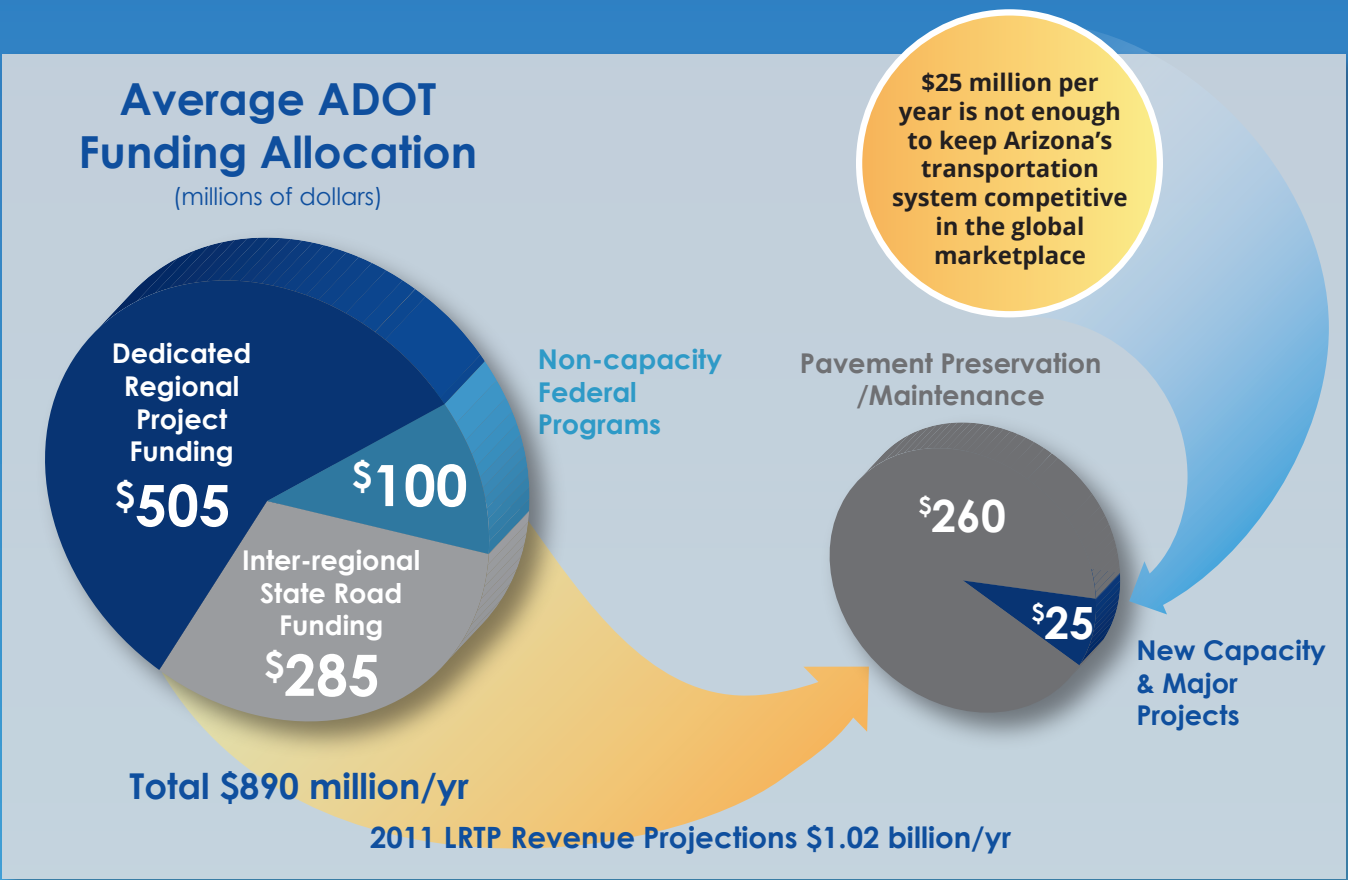 Average ADOT
Funding Allocation
(millions of dollars)
Dedicated
Regional
Project
Funding
$505
Non-capacity
Federal
Programs
$100
Inter-regional
State Road
Funding
$285
Total $890 million/yr
2011 LRTP Revenue Projections $1.02 billion/yr
$25 million per
year is not enough
to keep Arizona’s
transportation
system competitive
in the global
marketplace
Pavement Preservation
/Maintenance
$260
$25
New Capacity
& Major
Projects